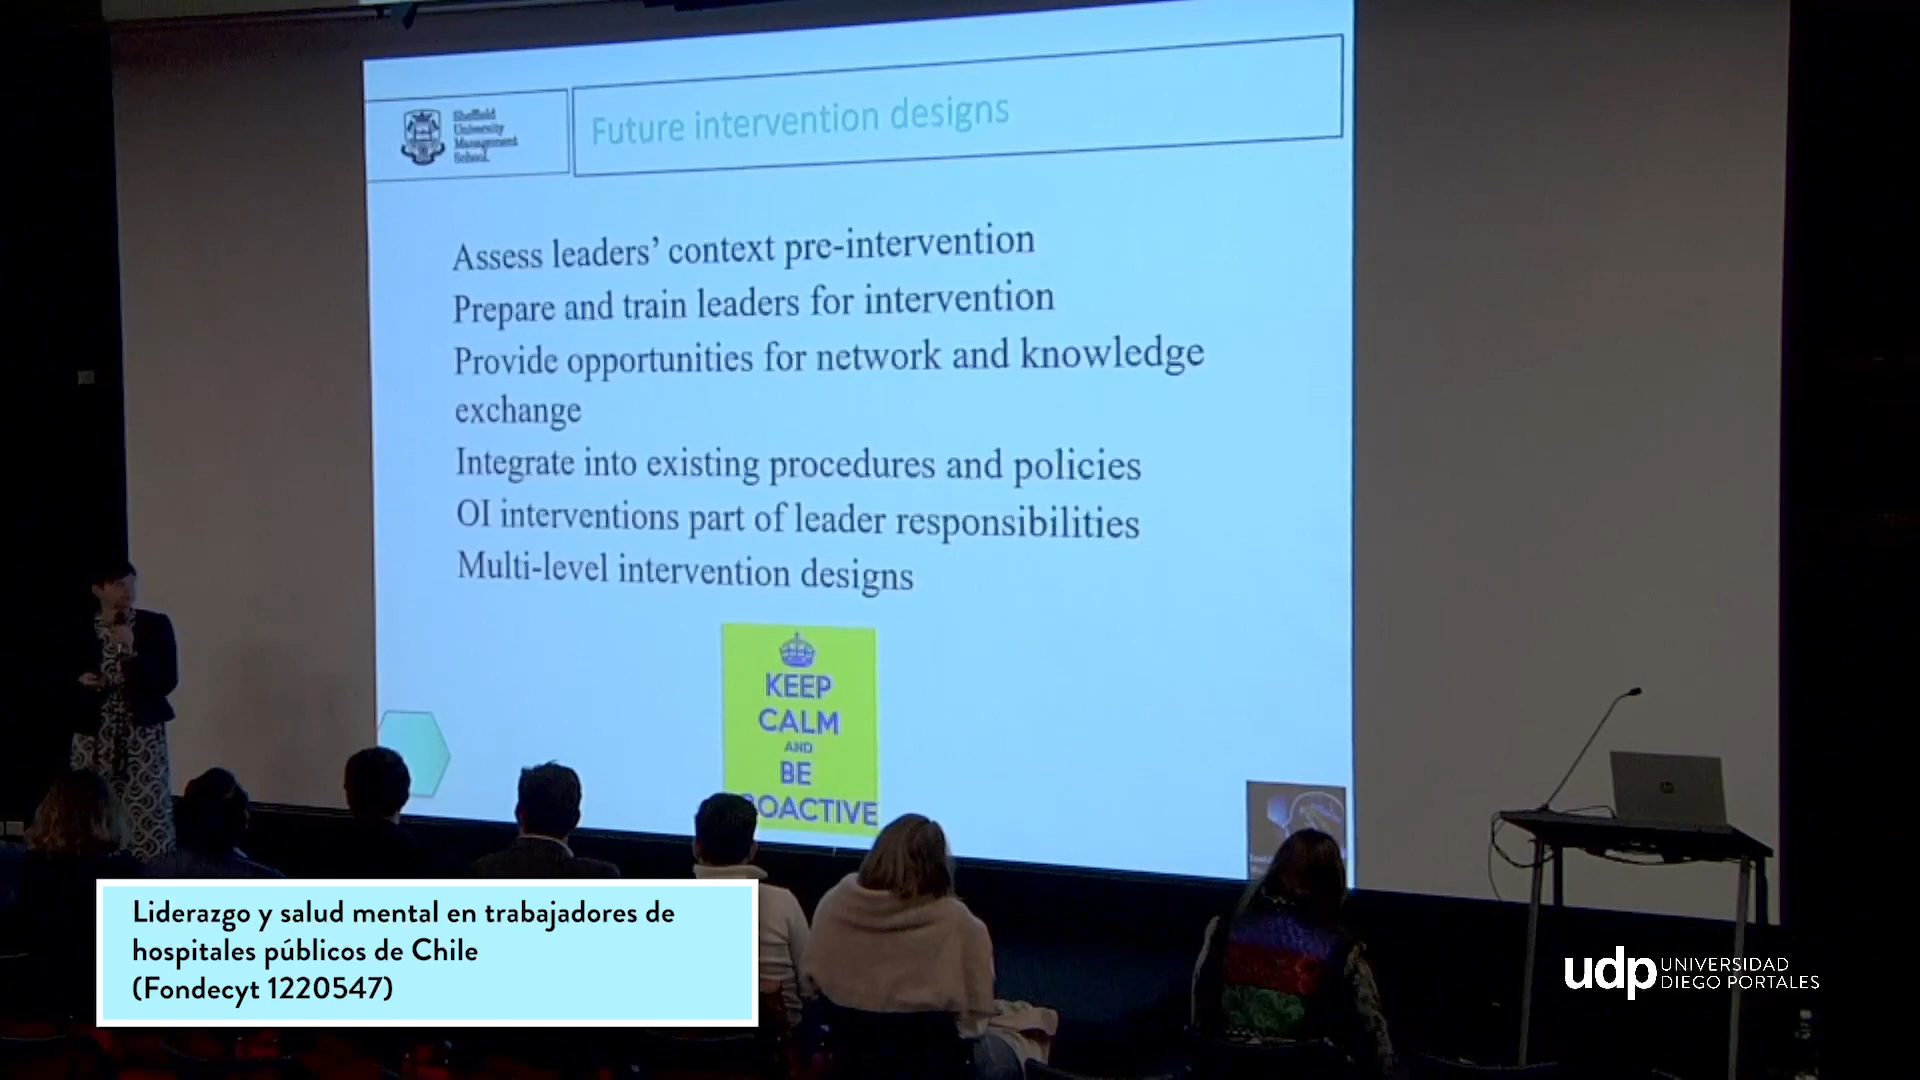 Sheffield
University
Management
School.
Future intervention designs
Assess leaders’ context pre-intervention
Prepare and train leaders for intervention
Provide opportunities for network and knowledge
exchange
Integrate into existing procedures and policies
OI interventions part of leader responsibilities
Multi-level intervention designs
KEEP
CALM
AND
BE
OACTIVE
Liderazgo y salud mental en trabajadores de
hospitales públicos de Chile
(Fondecyt 1220547)
udp UNIVERSIDAD
DIEGO PORTALES